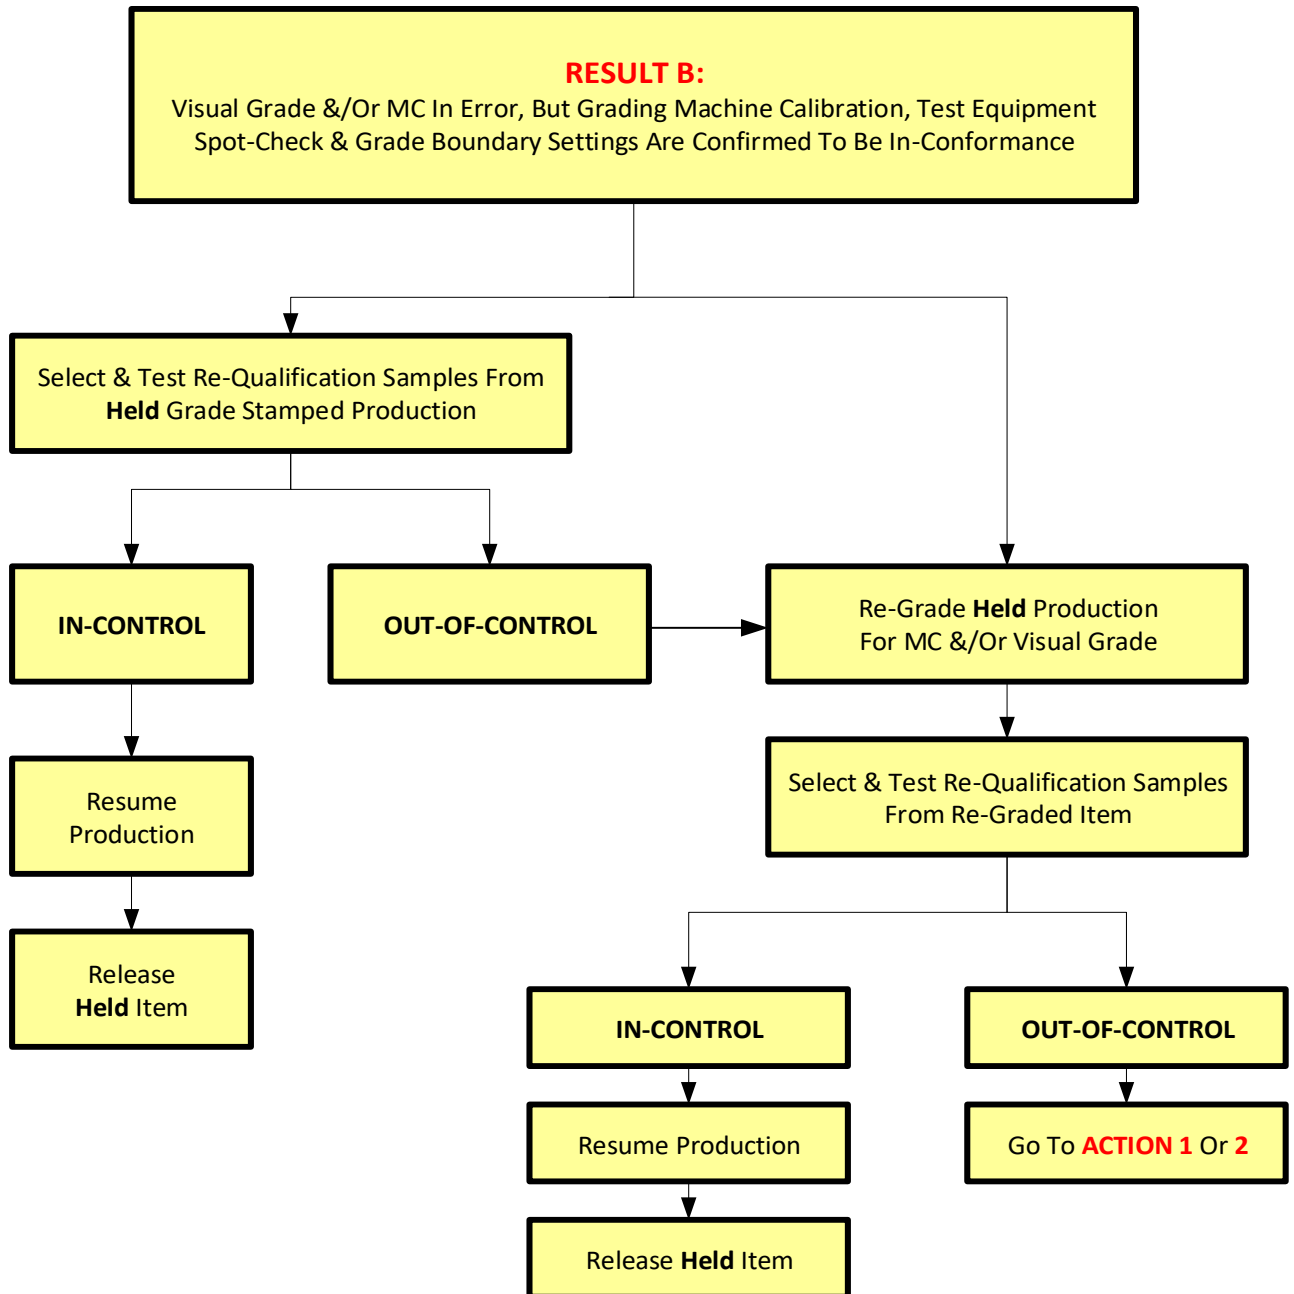 RESULT B:
Visual Grade &/Or MC In Error, But Grading Machine Calibration, Test Equipment
Spot-Check & Grade Boundary Settings Are Confirmed To Be In-Conformance
Select & Test Re-Qualification Samples From
Held Grade Stamped Production
IN-CONTROL
OUT-OF-CONTROL
Re-Grade Held Production
For MC &/Or Visual Grade
Resume
Production
Select & Test Re-Qualification Samples
From Re-Graded Item
Release
Held Item
IN-CONTROL
OUT-OF-CONTROL
Resume Production
Go To ACTION 1 Or 2
Release Held Item